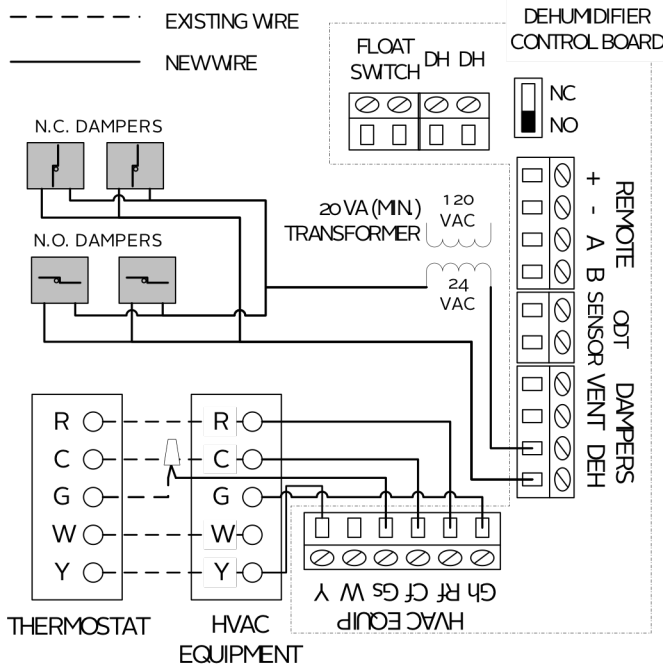 EXISTING WIRE
NEW WIRE
DEHUMIDIFIER
CONTROL BOARD
FLOAT
SWITCH
DH DH
NC
NO
N.C. DAMPERS
20 VA (MIN.)
TRANSFORMER
120
VAC
24
VAC
N.O. DAMPERS
+ - A B
REMOTE
SENSOR
ODT
VENT DEH
DAMPERS
R
C
G
W
Y
THERMOSTAT
R
C
G
W
Y
HVAC
EQUIPMENT
Y W Gs Cf Rf Gh
HVAC EQUIP